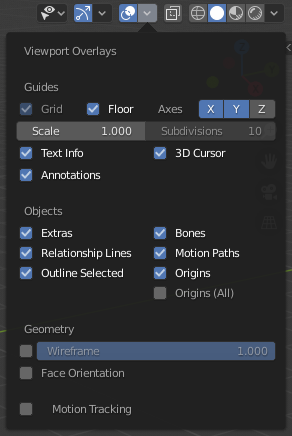 Viewport Overlays
Guides
Grid Floor Axes X Y Z
Scale 1.000 Subdivisions 10
Text Info 3D Cursor
Annotations
Objects
Extras Bones
Relationship Lines Motion Paths
Outline Selected Origins
Origins (All)
Geometry
Wireframe 1.000
Face Orientation
Motion Tracking